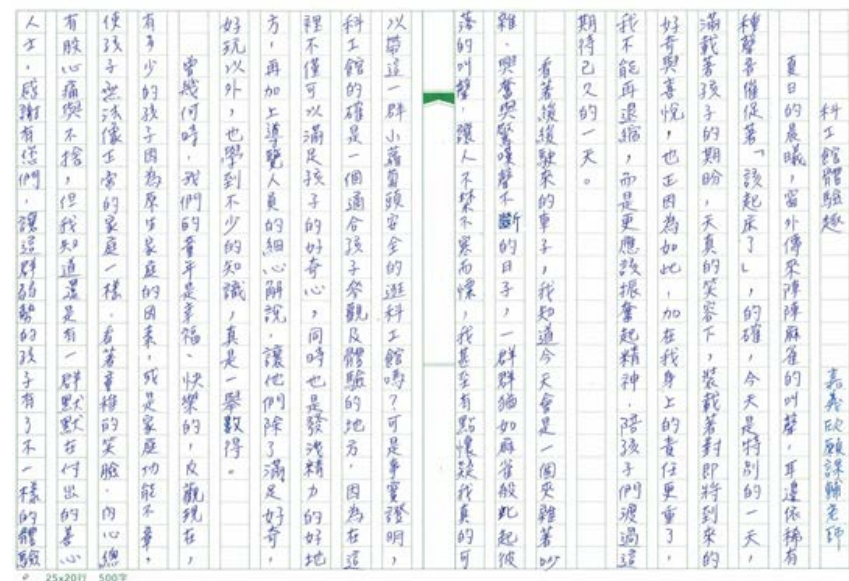 科工館體驗趣
嘉義欣願課輔老師
夏日的晨曦，窗外傳來陣陣麻雀的叫聲，耳邊依稀有
種聲音催促著「該起床了」，的確，今天是特別的一天，
滿載著孩子的期盼，天真的笑容下，裝載著對即將到來的
好奇與喜悅，也正因為如此，加在我身上的責任更重了，
我不能再退縮，而是更應該振奮起精神，陪孩子們渡過這
期待已久的一天。
看著緩緩駛來的車子，我知道今天會是一個夾雜著吵
雜、興奮與驚嘆聲不斷的日子，一群群猶如麻雀般此起彼
落的叫聲，讓人不禁不寒而慄，我甚至有點懷疑我真的可
以帶這一群小蘿蔔頭安全的逛科工館嗎？可是事實證明，
科工館的確是一個適合孩子參觀及體驗的地方，因為在這
裡不僅可以滿足孩子的好奇心，同時也是發洩精力的好地
方，再加上導覽人員的細心解說，讓他們除了滿足好奇，
好玩以外，也學到不少的知識，真是一舉數得。
曾幾何時，我們的童年是幸福、快樂的，反觀現在，
有多少的孩子因為原生家庭的因素，或是家庭功能不彰，
使孩子無法像正常的家庭一樣，看著童稚的笑臉，內心總
有股心痛與不捨，但我知道還是有一群默默在付出的善心
人士，感謝有您們，讓這群弱勢的孩子有了不一樣的體驗
。
25x20行 500字